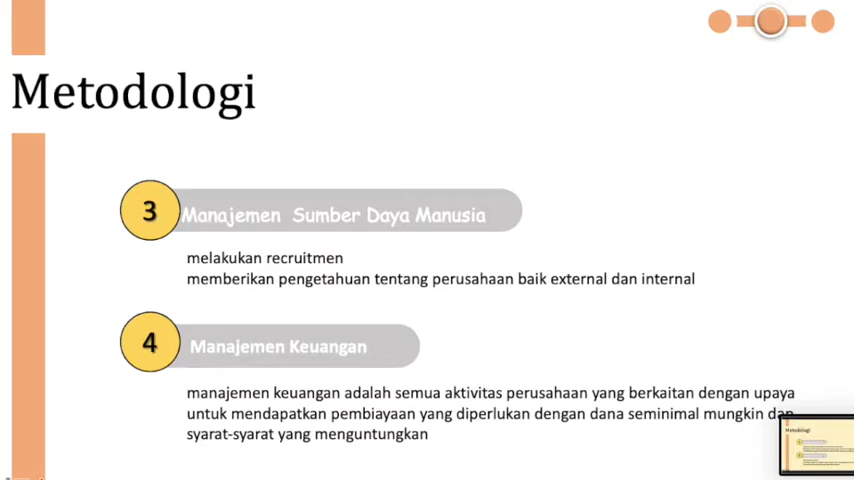 Metodologi
3
Manajemen Sumber Daya Manusia
melakukan recruitmen
memberikan pengetahuan tentang perusahaan baik external dan internal
4
Manajemen Keuangan
manajemen keuangan adalah semua aktivitas perusahaan yang berkaitan dengan upaya
untuk mendapatkan pembiayaan yang diperlukan dengan dana seminimal mungkin dan
syarat-syarat yang menguntungkan
Metodologi